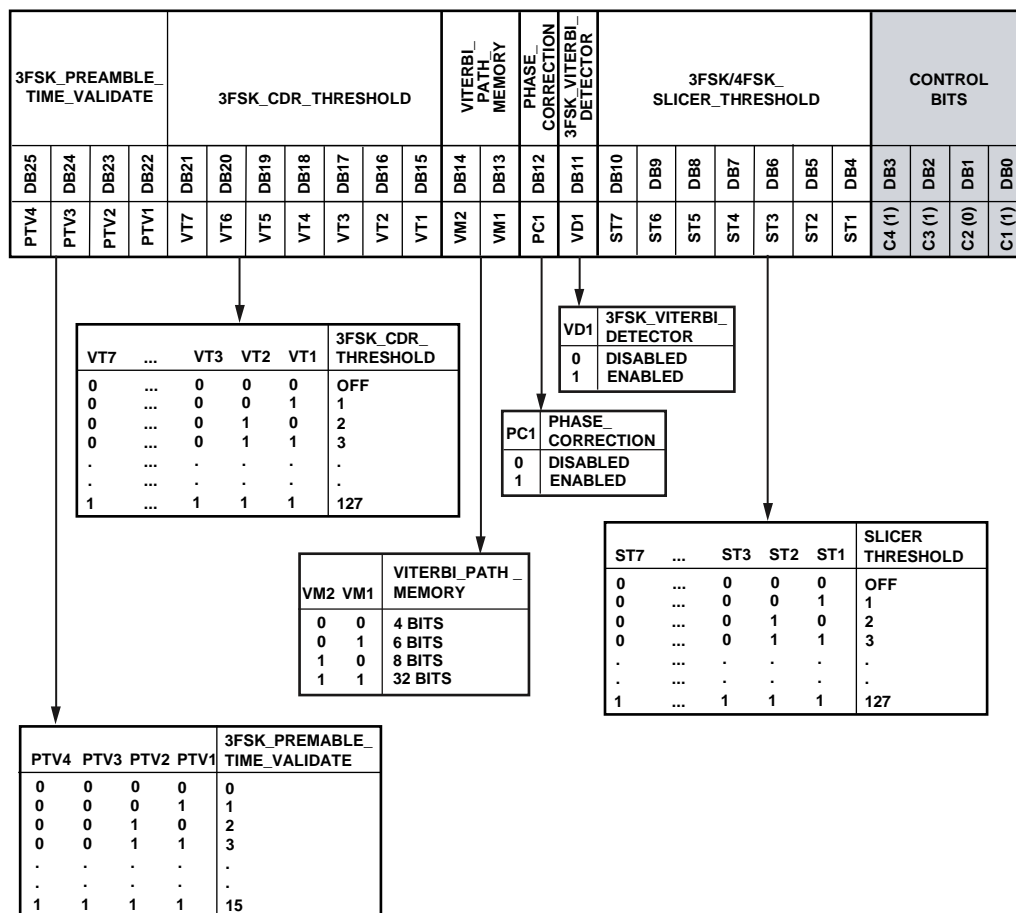 3FSK_PREAMBLE_
TIME_VALIDATE
3FSK_CDR_THRESHOLD
VITERBI_
PATH_
MEMORY
PHASE_
CORRECTION
3FSK_VITERBI_
DETECTOR
3FSK/4FSK_
SLICER_THRESHOLD
CONTROL
BITS
DB25 DB24 DB23 DB22 DB21 DB20 DB19 DB18 DB17 DB16 DB15 DB14 DB13 DB12 DB11 DB10 DB9 DB8 DB7 DB6 DB5 DB4 DB3 DB2 DB1 DB0
PTV4 PTV3 PTV2 PTV1 VT7 VT6 VT5 VT4 VT3 VT2 VT1 VM2 VM1 PC1 VD1 ST7 ST6 ST5 ST4 ST3 ST2 ST1 C4 (1) C3 (1) C2 (0) C1 (1)
VD1 3FSK_VITERBI_
DETECTOR
0 DISABLED
1 ENABLED
VT7 ... VT3 VT2 VT1 3FSK_CDR_
THRESHOLD
0 ... 0 0 0 OFF
0 ... 0 0 1 1
0 ... 0 1 0 2
0 ... 0 1 1 3
. ... . . . .
. ... . . . .
1 ... 1 1 1 127
PC1 PHASE_
CORRECTION
0 DISABLED
1 ENABLED
VM2 VM1 VITERBI_PATH _
MEMORY
0 0 4 BITS
0 1 6 BITS
1 0 8 BITS
1 1 32 BITS
ST7 ... ST3 ST2 ST1 SLICER
THRESHOLD
0 ... 0 0 0 OFF
0 ... 0 0 1 1
0 ... 0 1 0 2
0 ... 0 1 1 3
. ... . . . .
. ... . . . .
1 ... 1 1 1 127
PTV4 PTV3 PTV2 PTV1 3FSK_PREMABLE_
TIME_VALIDATE
0 0 0 0 0
0 0 0 1 1
0 0 1 0 2
0 0 1 1 3
. . . . .
. . . . .
1 1 1 1 15